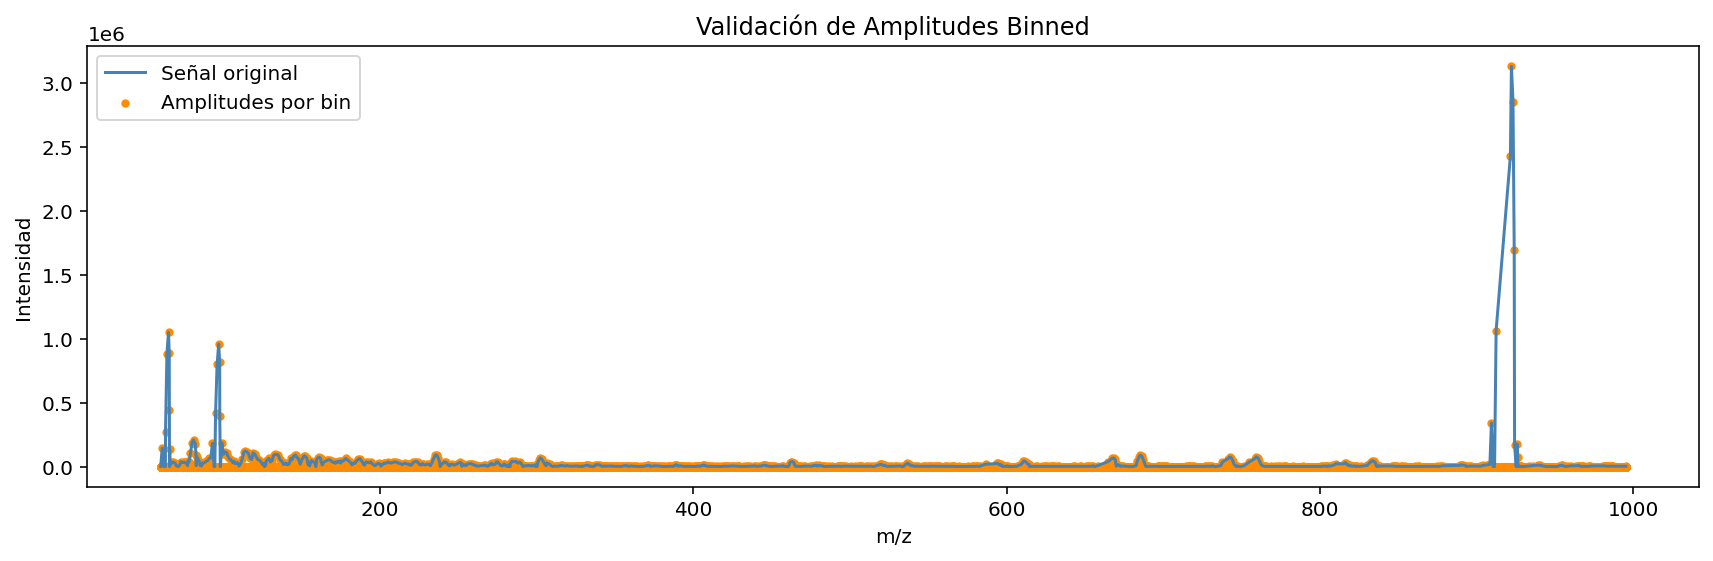 Validación de Amplitudes Binned
1e6
Señal original
Amplitudes por bin
3.0
2.5
2.0
1.5
1.0
0.5
0.0
Intensidad
200 400 600 800 1000
m/z